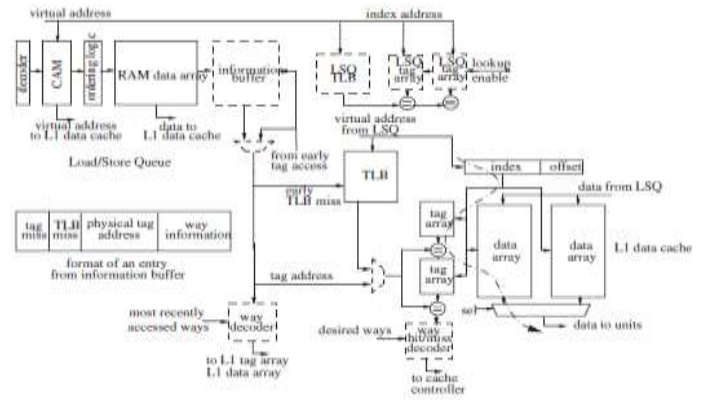 virtual address
index address
decoder
CAM
ordering logic
RAM data array
information
buffer
LSQ
TLB
LSQ
tag
array
LSQ
tag
array
lookup
enable
virtual address
to L1 data cache
data to
L1 data cache
virtual address
from LSQ
Load/Store Queue
from early
tag access
TLB
index
offset
early
TLB miss
data from LSQ
tag
miss
TLB
miss
physical tag
address
way
information
tag
array
data
array
data
array
L1 data cache
format of an entry
from information buffer
tag address
tag
array
most recently
accessed ways
way
decoder
desired ways
way
hit/miss
decoder
sel
data to units
to L1 tag array
L1 data array
to cache
controller